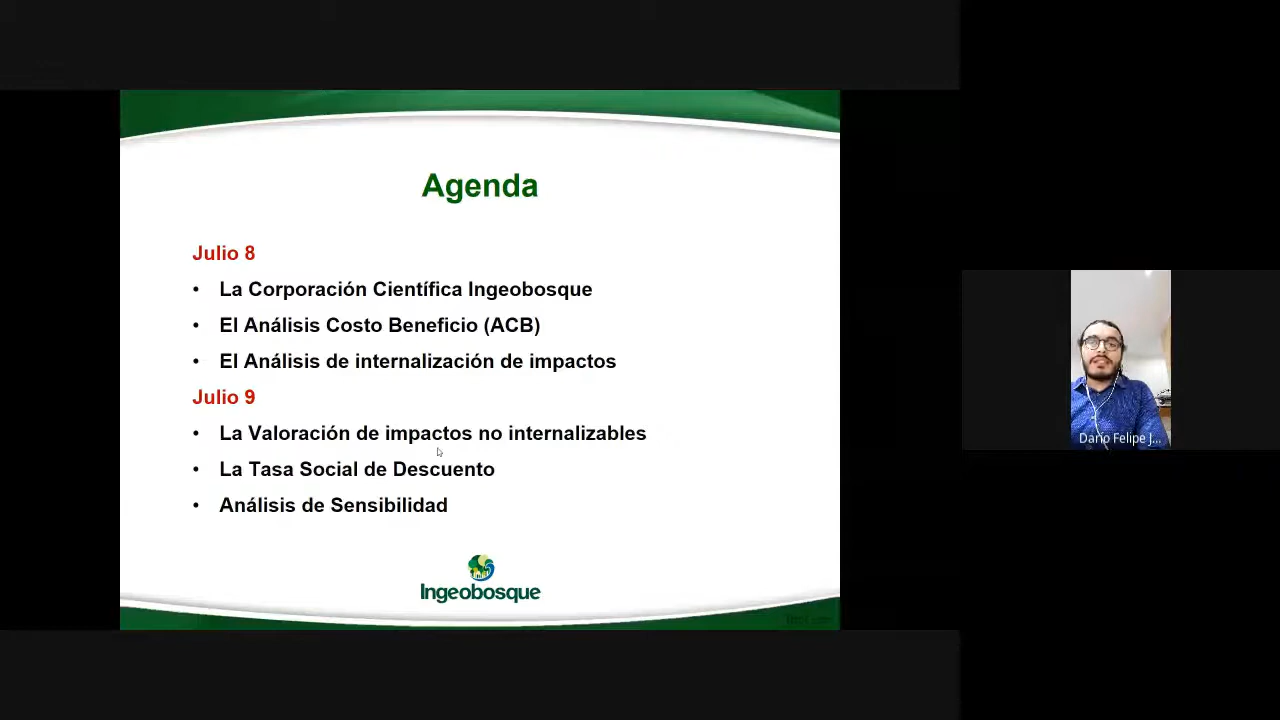 Agenda
Julio 8
• La Corporación Científica Ingeobosque
• El Análisis Costo Beneficio (ACB)
• El Análisis de internalización de impactos
Julio 9
• La Valoración de impactos no internalizables
• La Tasa Social de Descuento
• Análisis de Sensibilidad
Ingeobosque
Darío Felipe J...